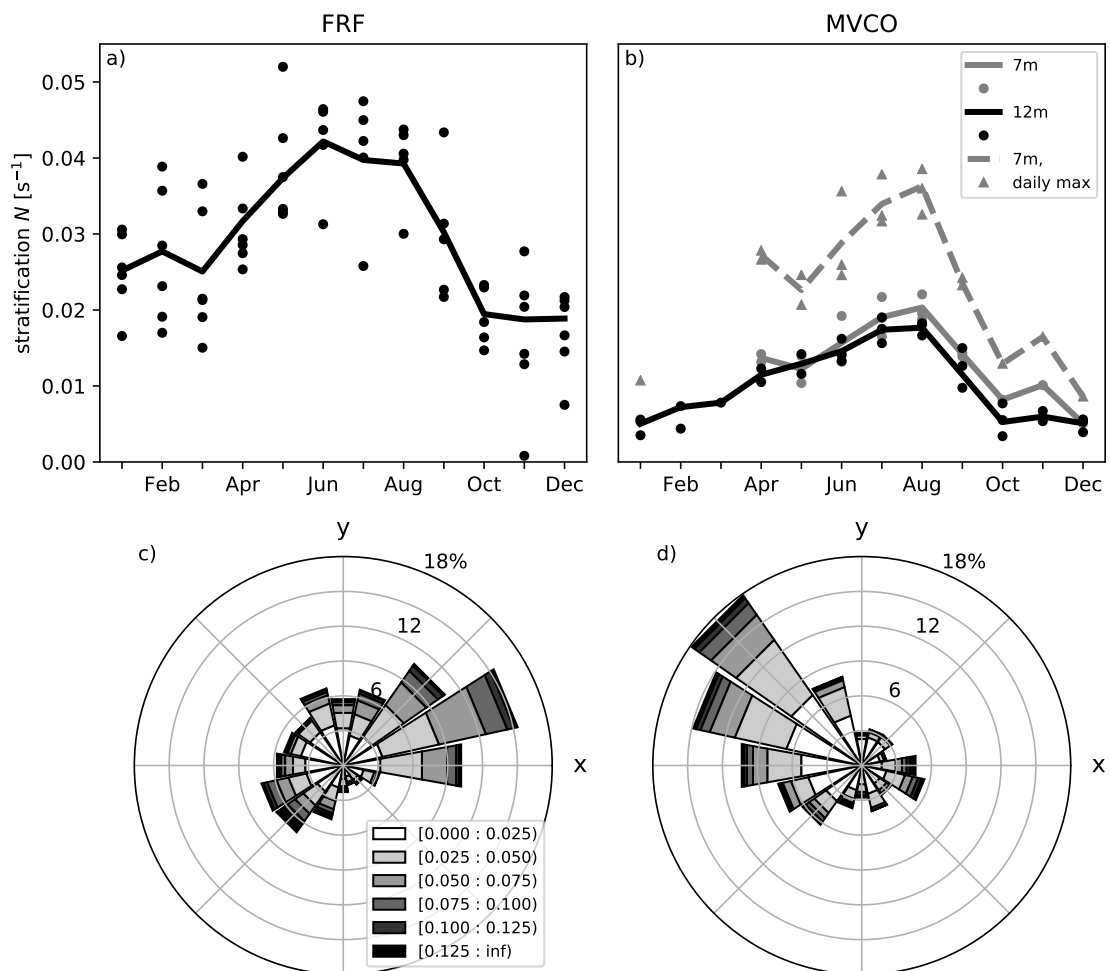 FRF
MVCO
a)
b)
stratification N [s⁻¹]
0.05
0.04
0.03
0.02
0.01
0.00
Feb
Apr
Jun
Aug
Oct
Dec
7m
12m
7m,
daily max
Feb
Apr
Jun
Aug
Oct
Dec
c)
y
18%
12
6
x
[0.000 : 0.025)
[0.025 : 0.050)
[0.050 : 0.075)
[0.075 : 0.100)
[0.100 : 0.125)
[0.125 : inf)
d)
y
18%
12
6
x